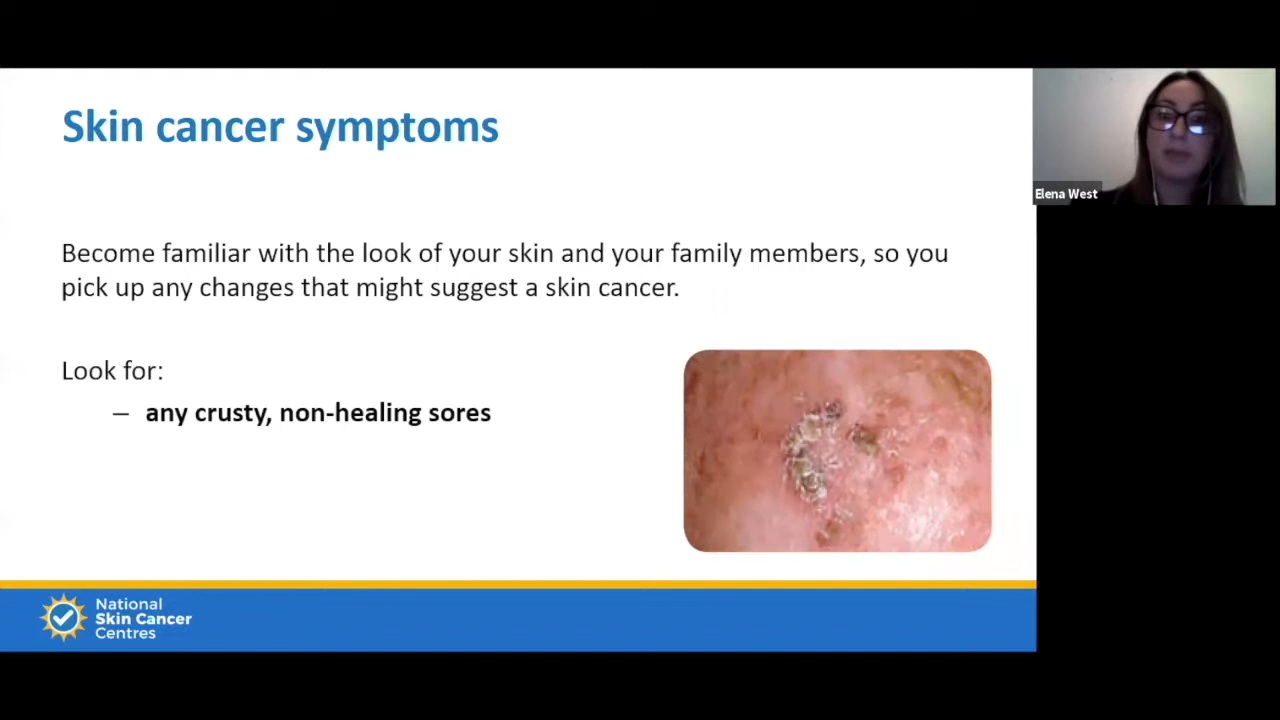 Skin cancer symptoms
Elena West
Become familiar with the look of your skin and your family members, so you
pick up any changes that might suggest a skin cancer.
Look for:
– any crusty, non-healing sores
National
Skin Cancer
Centres